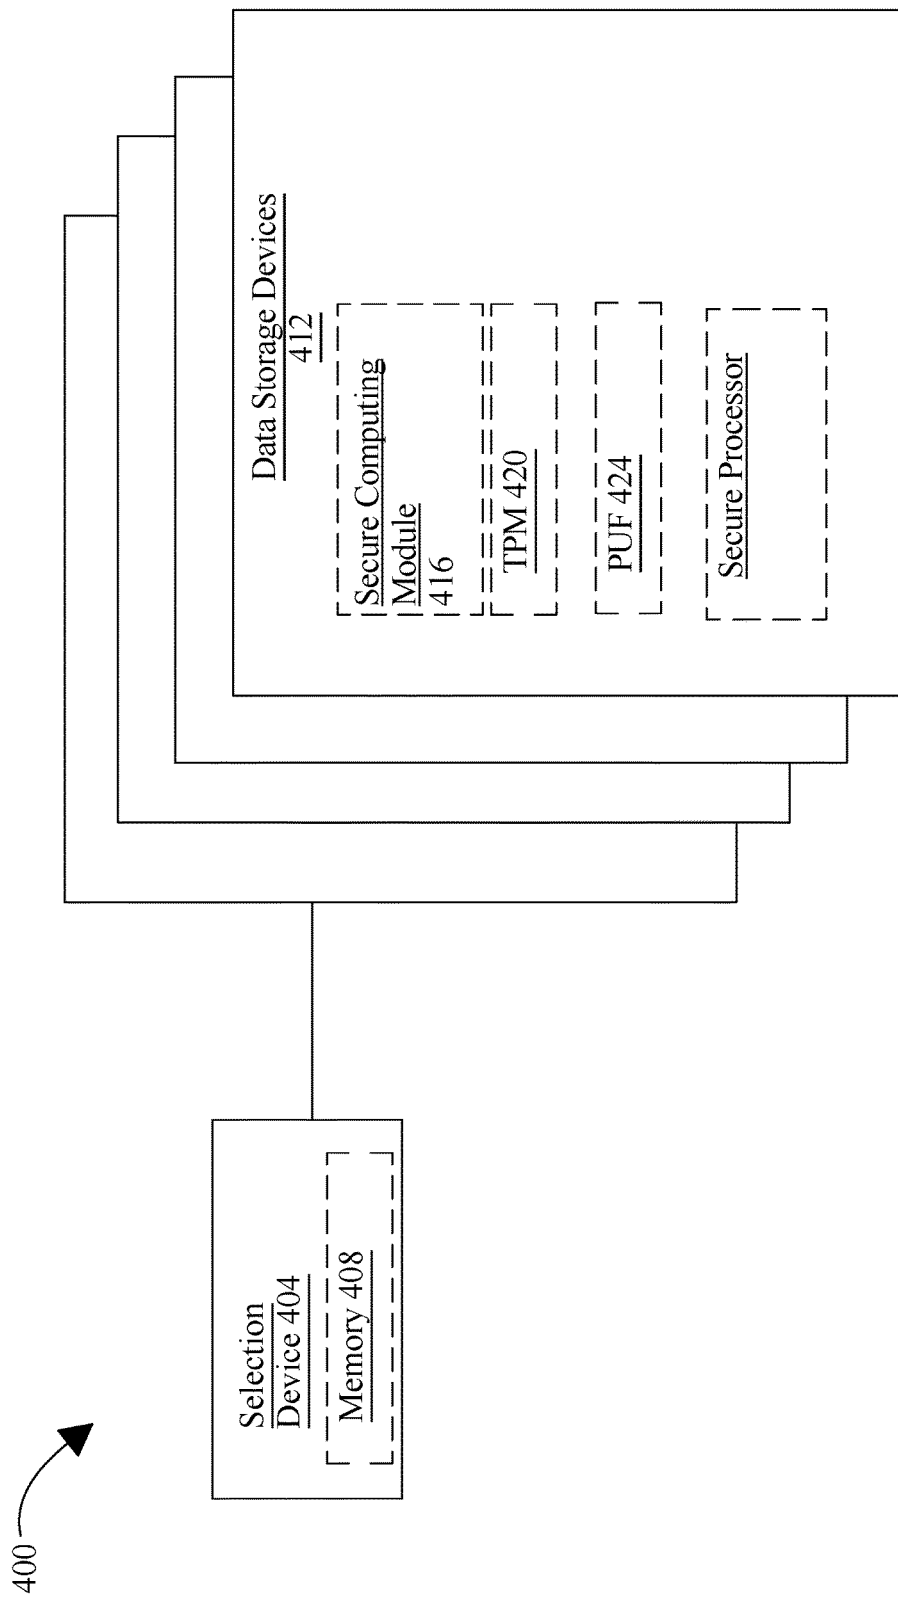 400
Selection
Device 404
Memory 408
Data Storage Devices
412
Secure Computing
Module
416
TPM 420
PUF 424
Secure Processor